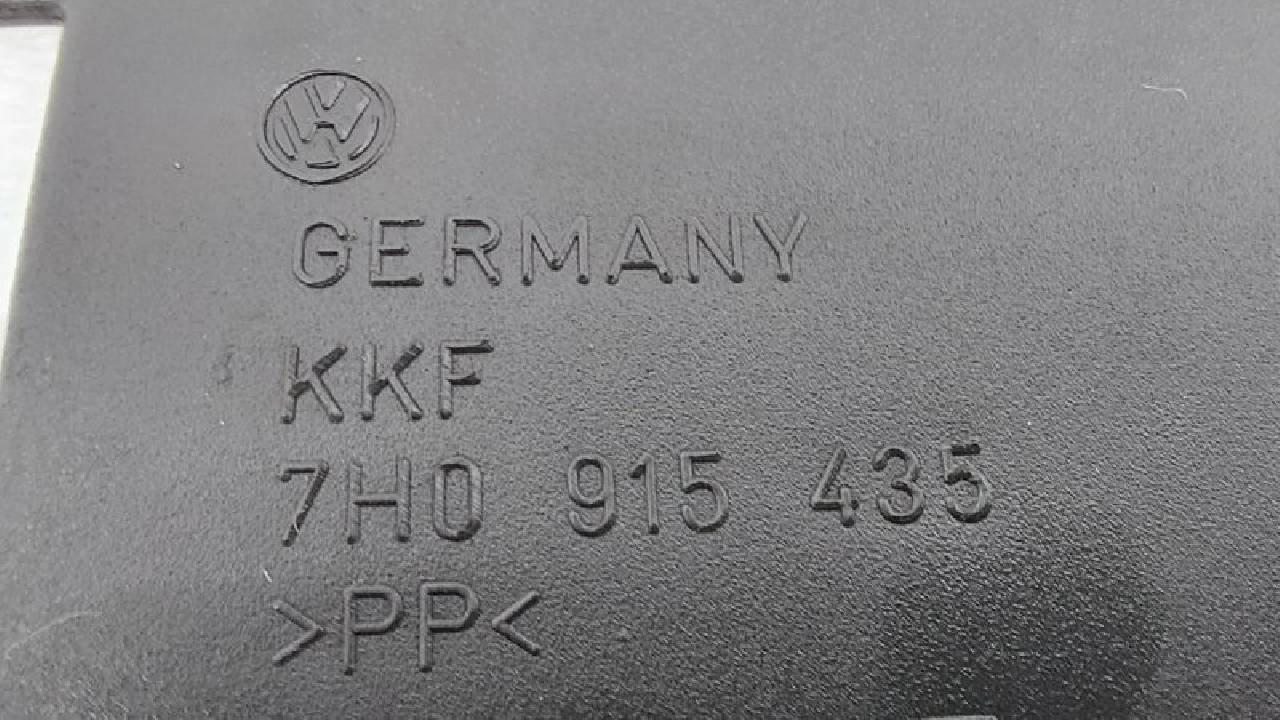 GERMANY
KKF
7H0 915 435
>PP<